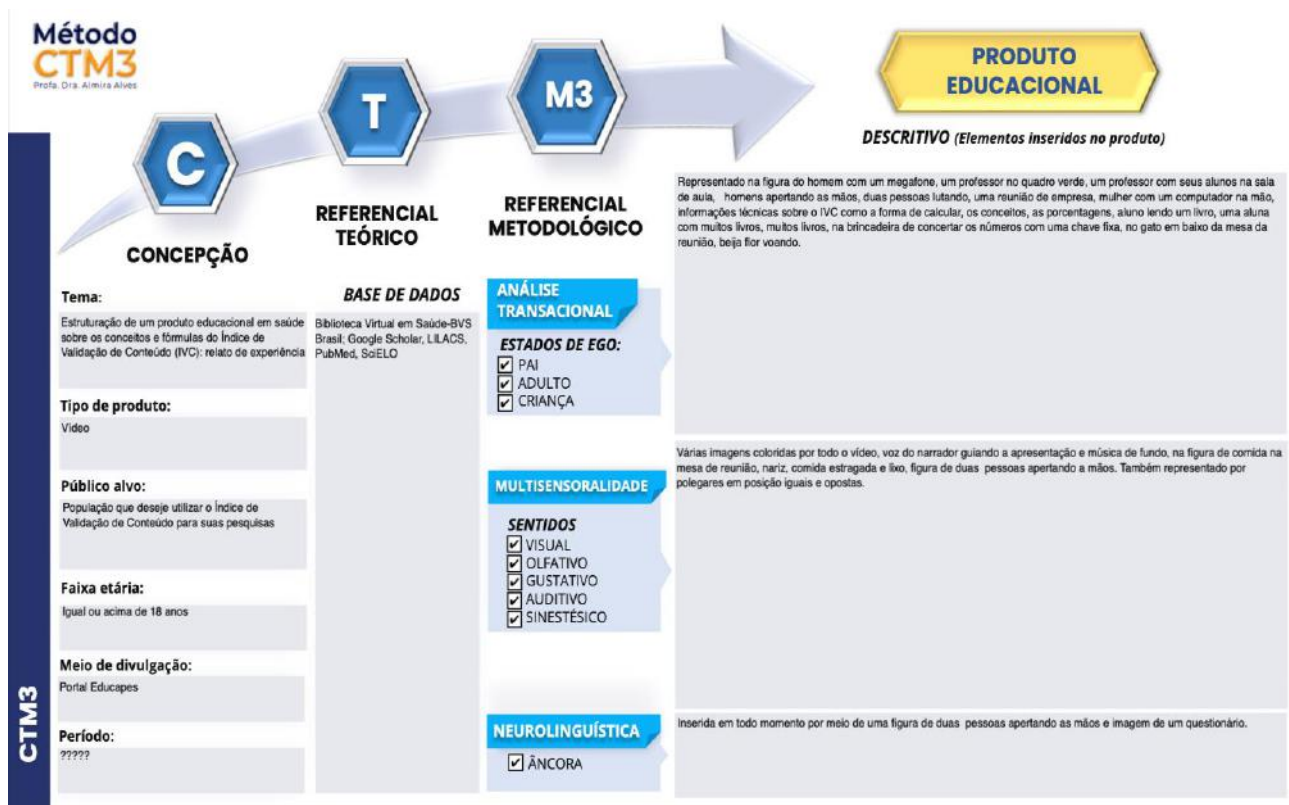 Método
CTM3
Profa. Dra. Almira Alves
C
CONCEPÇÃO
T
REFERENCIAL
TEÓRICO
M3
REFERENCIAL
METODOLÓGICO
PRODUTO
EDUCACIONAL
DESCRITIVO (Elementos inseridos no produto)
Tema:
Estruturação de um produto educacional em saúde
sobre os conceitos e fórmulas do Índice de
Validação de Conteúdo (IVC): relato de experiência
Tipo de produto:
Vídeo
Público alvo:
População que deseje utilizar o Índice de
Validação de Conteúdo para suas pesquisas
Faixa etária:
Igual ou acima de 18 anos
Meio de divulgação:
Portal Educapes
Período:
?????
CTM3
BASE DE DADOS
Biblioteca Virtual em Saúde-BVS
Brasil; Google Scholar, LILACS,
PubMed, SciELO
ANÁLISE
TRANSACIONAL
ESTADOS DE EGO:
PAI
ADULTO
CRIANÇA
Representado na figura do homem com um megafone, um professor no quadro verde, um professor com seus alunos na sala
de aula, homens apertando as mãos, duas pessoas lutando, uma reunião de empresa, mulher com um computador na mão,
informações técnicas sobre o IVC como a forma de calcular, os conceitos, as porcentagens, aluno lendo um livro, uma aluna
com muitos livros, muitos livros, na brincadeira de concertar os números com uma chave fixa, no gato em baixo da mesa da
reunião, beija flor voando.
MULTISENSORALIDADE
SENTIDOS
VISUAL
OLFATIVO
GUSTATIVO
AUDITIVO
SINESTÉSICO
Várias imagens coloridas por todo o vídeo, voz do narrador guiando a apresentação e música de fundo, na figura de comida na
mesa de reunião, nariz, comida estragada e lixo, figura de duas pessoas apertando a mãos. Também representado por
polegares em posição iguais e opostas.
NEUROLINGUÍSTICA
ÂNCORA
Inserida em todo momento por meio de uma figura de duas pessoas apertando as mãos e imagem de um questionário.